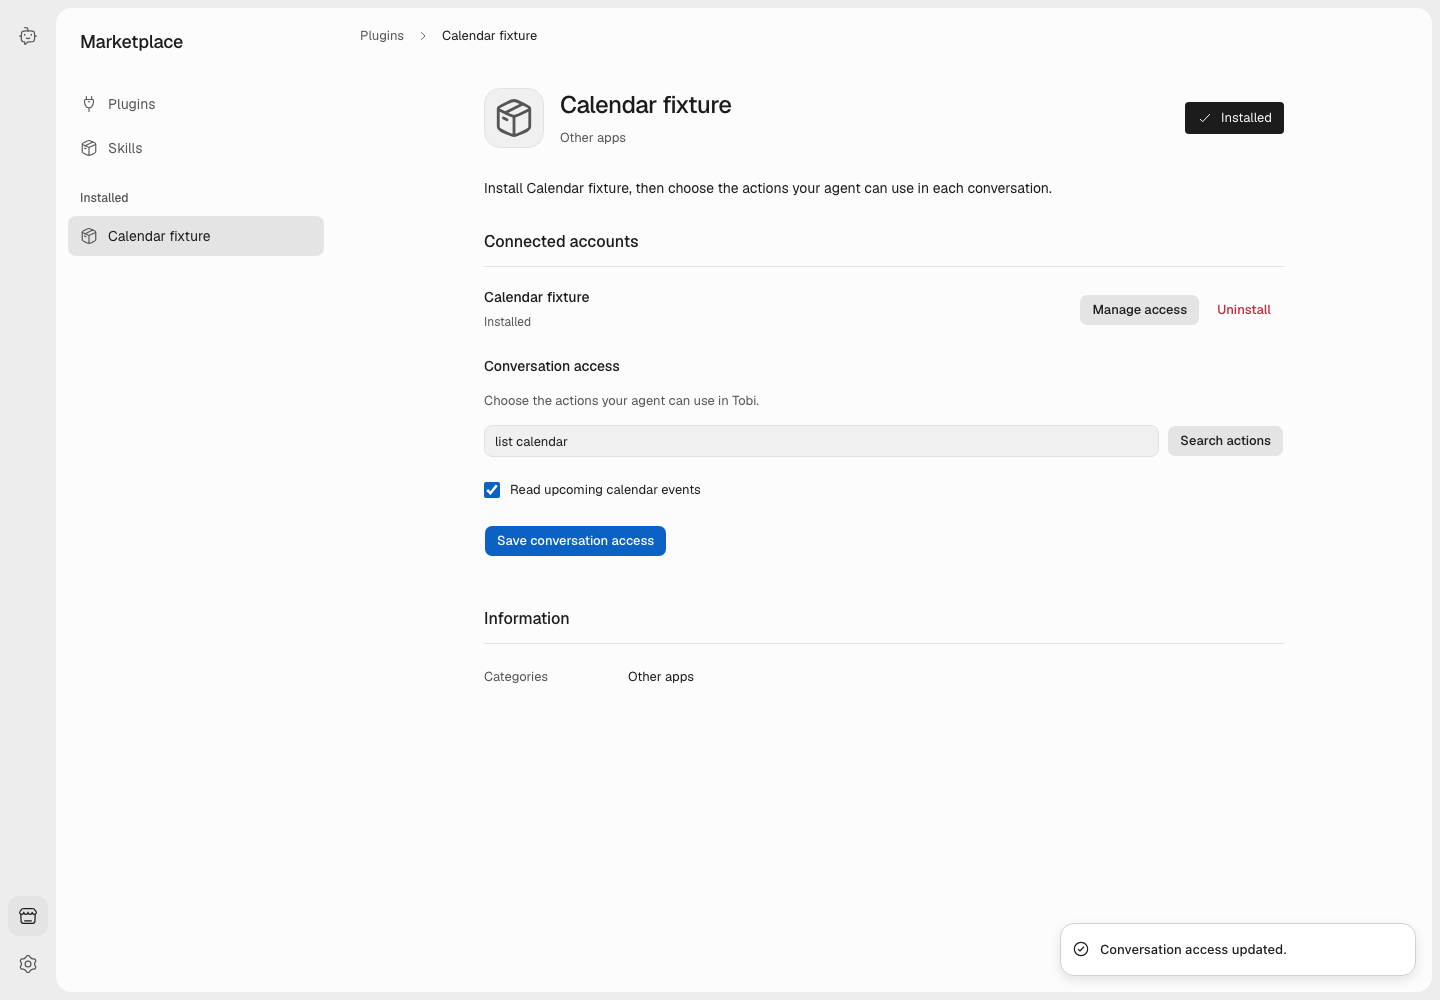 Marketplace
Plugins
Skills
Installed
Calendar fixture
Plugins
Calendar fixture
Calendar fixture
Other apps
Installed
Install Calendar fixture, then choose the actions your agent can use in each conversation.
Connected accounts
Calendar fixture
Installed
Manage access
Uninstall
Conversation access
Choose the actions your agent can use in Tobi.
list calendar
Search actions
Read upcoming calendar events
Save conversation access
Information
Categories
Other apps
Conversation access updated.